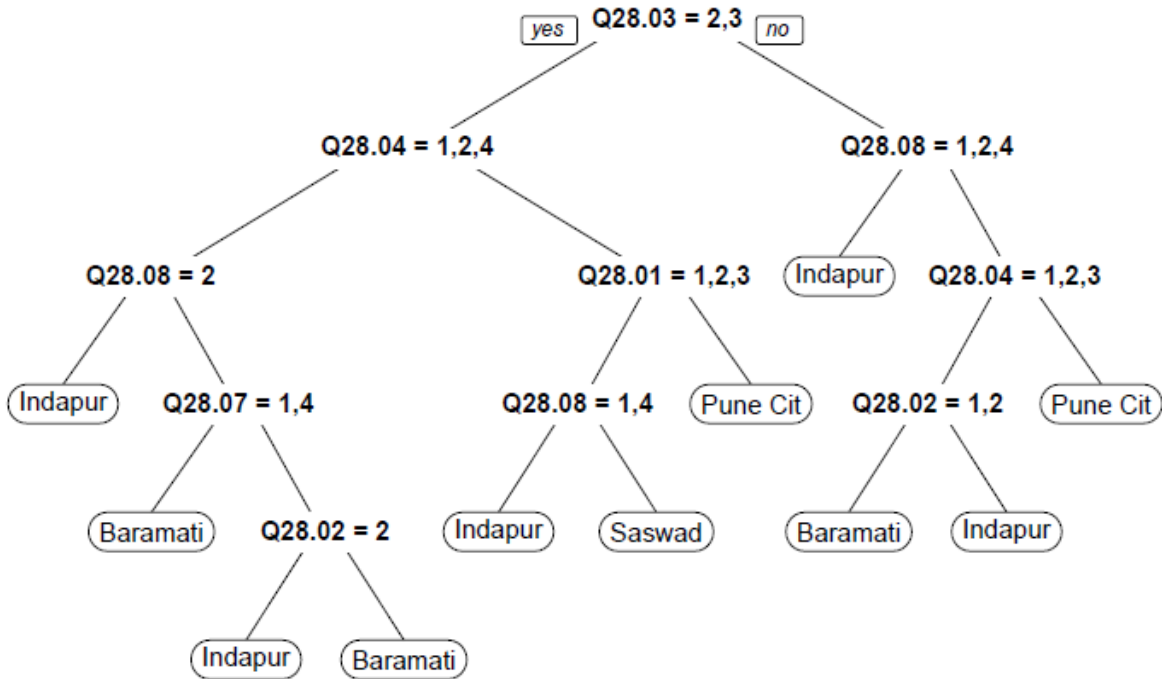 Q28.03 = 2,3
yes
no
Q28.04 = 1,2,4
Q28.08 = 1,2,4
Q28.08 = 2
Q28.01 = 1,2,3
Indapur
Q28.04 = 1,2,3
Indapur
Q28.07 = 1,4
Q28.08 = 1,4
Pune Cit
Q28.02 = 1,2
Pune Cit
Baramati
Q28.02 = 2
Indapur
Saswad
Baramati
Indapur
Indapur
Baramati